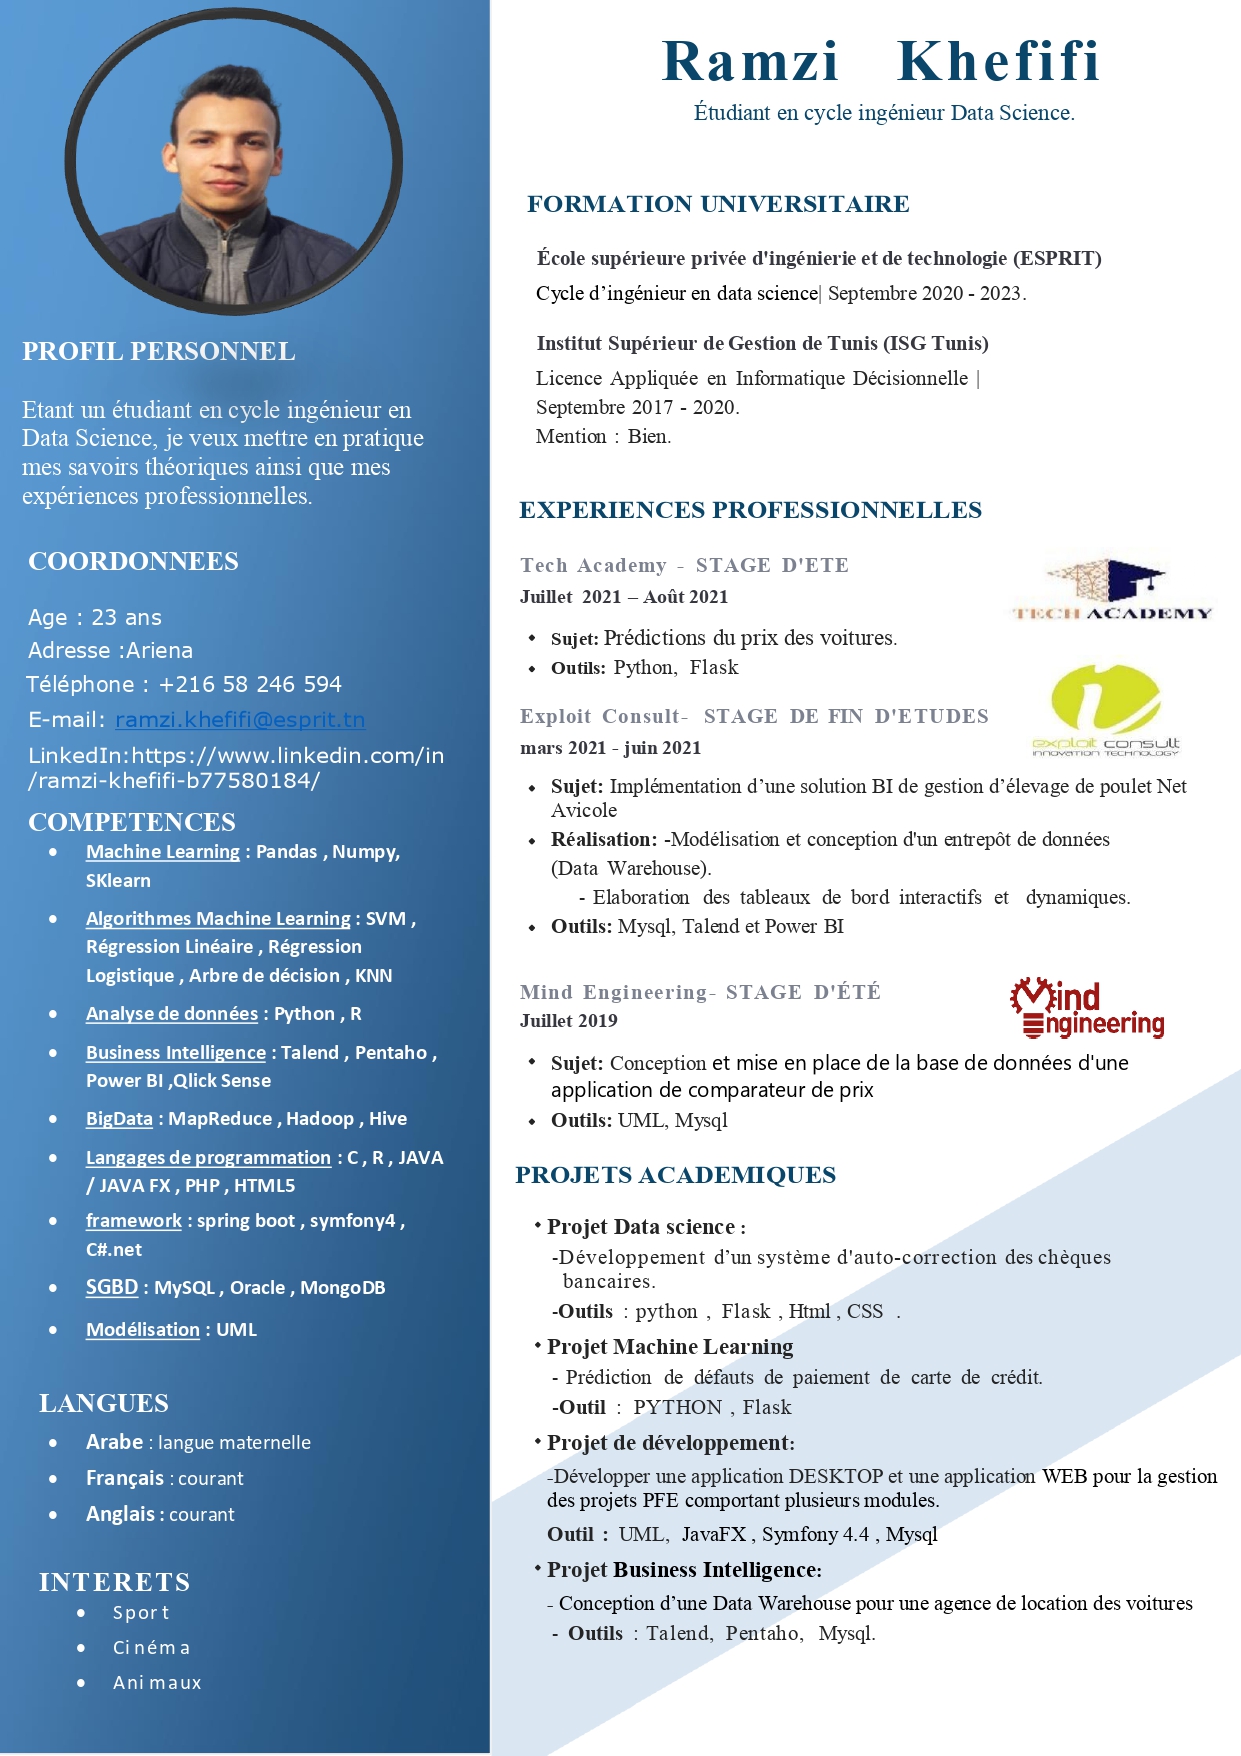 Ramzi Khefifi
Étudiant en cycle ingénieur Data Science.
PROFIL PERSONNEL
Etant un étudiant en cycle ingénieur en
Data Science, je veux mettre en pratique
mes savoirs théoriques ainsi que mes
expériences professionnelles.
COORDONNEES
Age : 23 ans
Adresse :Ariena
Téléphone : +216 58 246 594
E-mail: ramzi.khefifi@esprit.tn
LinkedIn:https://www.linkedin.com/in
/ramzi-khefifi-b77580184/
COMPETENCES
• Machine Learning : Pandas , Numpy,
SKlearn
• Algorithmes Machine Learning : SVM ,
Régression Linéaire , Régression
Logistique , Arbre de décision , KNN
• Analyse de données : Python , R
• Business Intelligence : Talend , Pentaho ,
Power BI ,Qlick Sense
• BigData : MapReduce , Hadoop , Hive
• Langages de programmation : C , R , JAVA
/ JAVA FX , PHP , HTML5
• framework : spring boot , symfony4 ,
C#.net
• SGBD : MySQL , Oracle , MongoDB
• Modélisation : UML
LANGUES
• Arabe : langue maternelle
• Français : courant
• Anglais : courant
INTERETS
• Sport
• Cinéma
• Animaux
FORMATION UNIVERSITAIRE
École supérieure privée d'ingénierie et de technologie (ESPRIT)
Cycle d’ingénieur en data science| Septembre 2020 - 2023.
Institut Supérieur de Gestion de Tunis (ISG Tunis)
Licence Appliquée en Informatique Décisionnelle |
Septembre 2017 - 2020.
Mention : Bien.
EXPERIENCES PROFESSIONNELLES
Tech Academy - STAGE D'ETE
Juillet 2021 – Août 2021
TECH ACADEMY
• Sujet: Prédictions du prix des voitures.
• Outils: Python, Flask
Exploit Consult- STAGE DE FIN D'ETUDES
mars 2021 - juin 2021
exploit consult
INNOVATION TECHNOLOGY
• Sujet: Implémentation d’une solution BI de gestion d’élevage de poulet Net
Avicole
• Réalisation: -Modélisation et conception d'un entrepôt de données
(Data Warehouse).
- Elaboration des tableaux de bord interactifs et dynamiques.
• Outils: Mysql, Talend et Power BI
Mind Engineering- STAGE D'ÉTÉ
Juillet 2019
Mind
Engineering
• Sujet: Conception et mise en place de la base de données d'une
application de comparateur de prix
• Outils: UML, Mysql
PROJETS ACADEMIQUES
• Projet Data science :
-Développement d’un système d'auto-correction des chèques
bancaires.
-Outils : python , Flask , Html , CSS .
• Projet Machine Learning
- Prédiction de défauts de paiement de carte de crédit.
-Outil : PYTHON , Flask
• Projet de développement:
-Développer une application DESKTOP et une application WEB pour la gestion
des projets PFE comportant plusieurs modules.
Outil : UML, JavaFX , Symfony 4.4 , Mysql
• Projet Business Intelligence:
- Conception d’une Data Warehouse pour une agence de location des voitures
- Outils : Talend, Pentaho, Mysql.